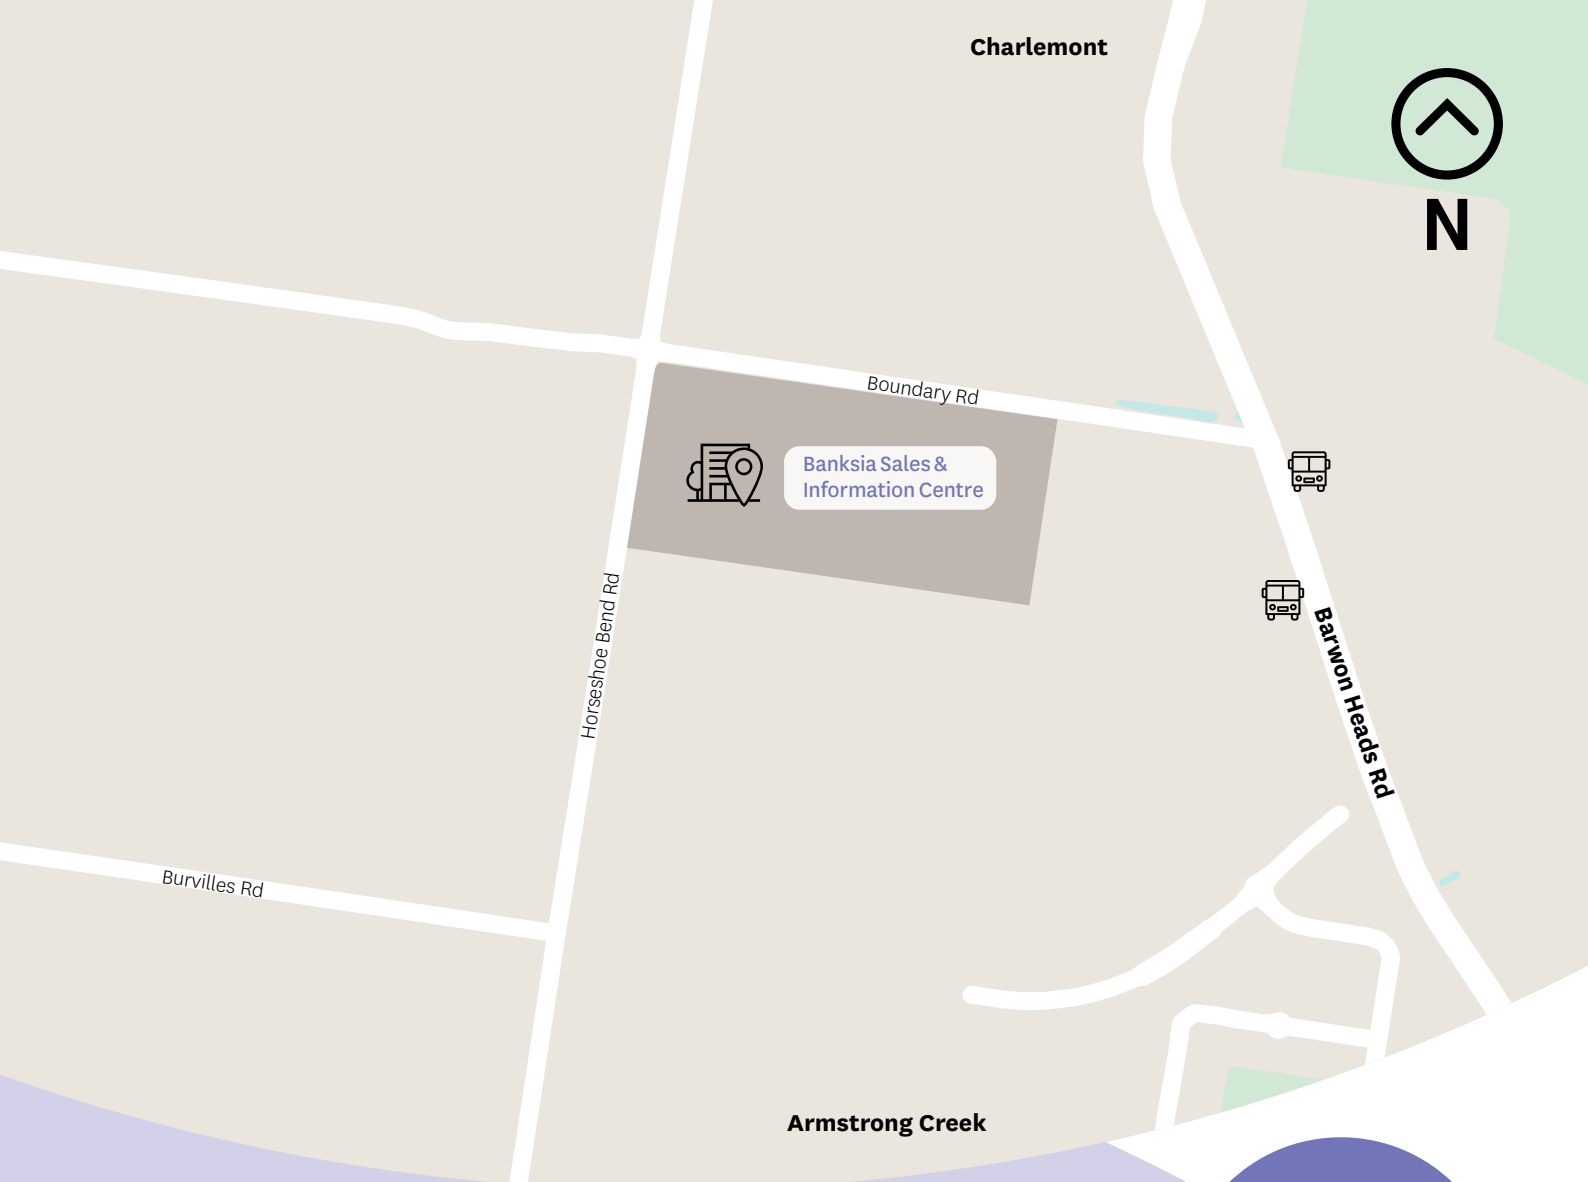 Charlemont
N
Boundary Rd
Banksia Sales &
Information Centre
Horseshoe Bend Rd
Barwon Heads Rd
Burvilles Rd
Armstrong Creek